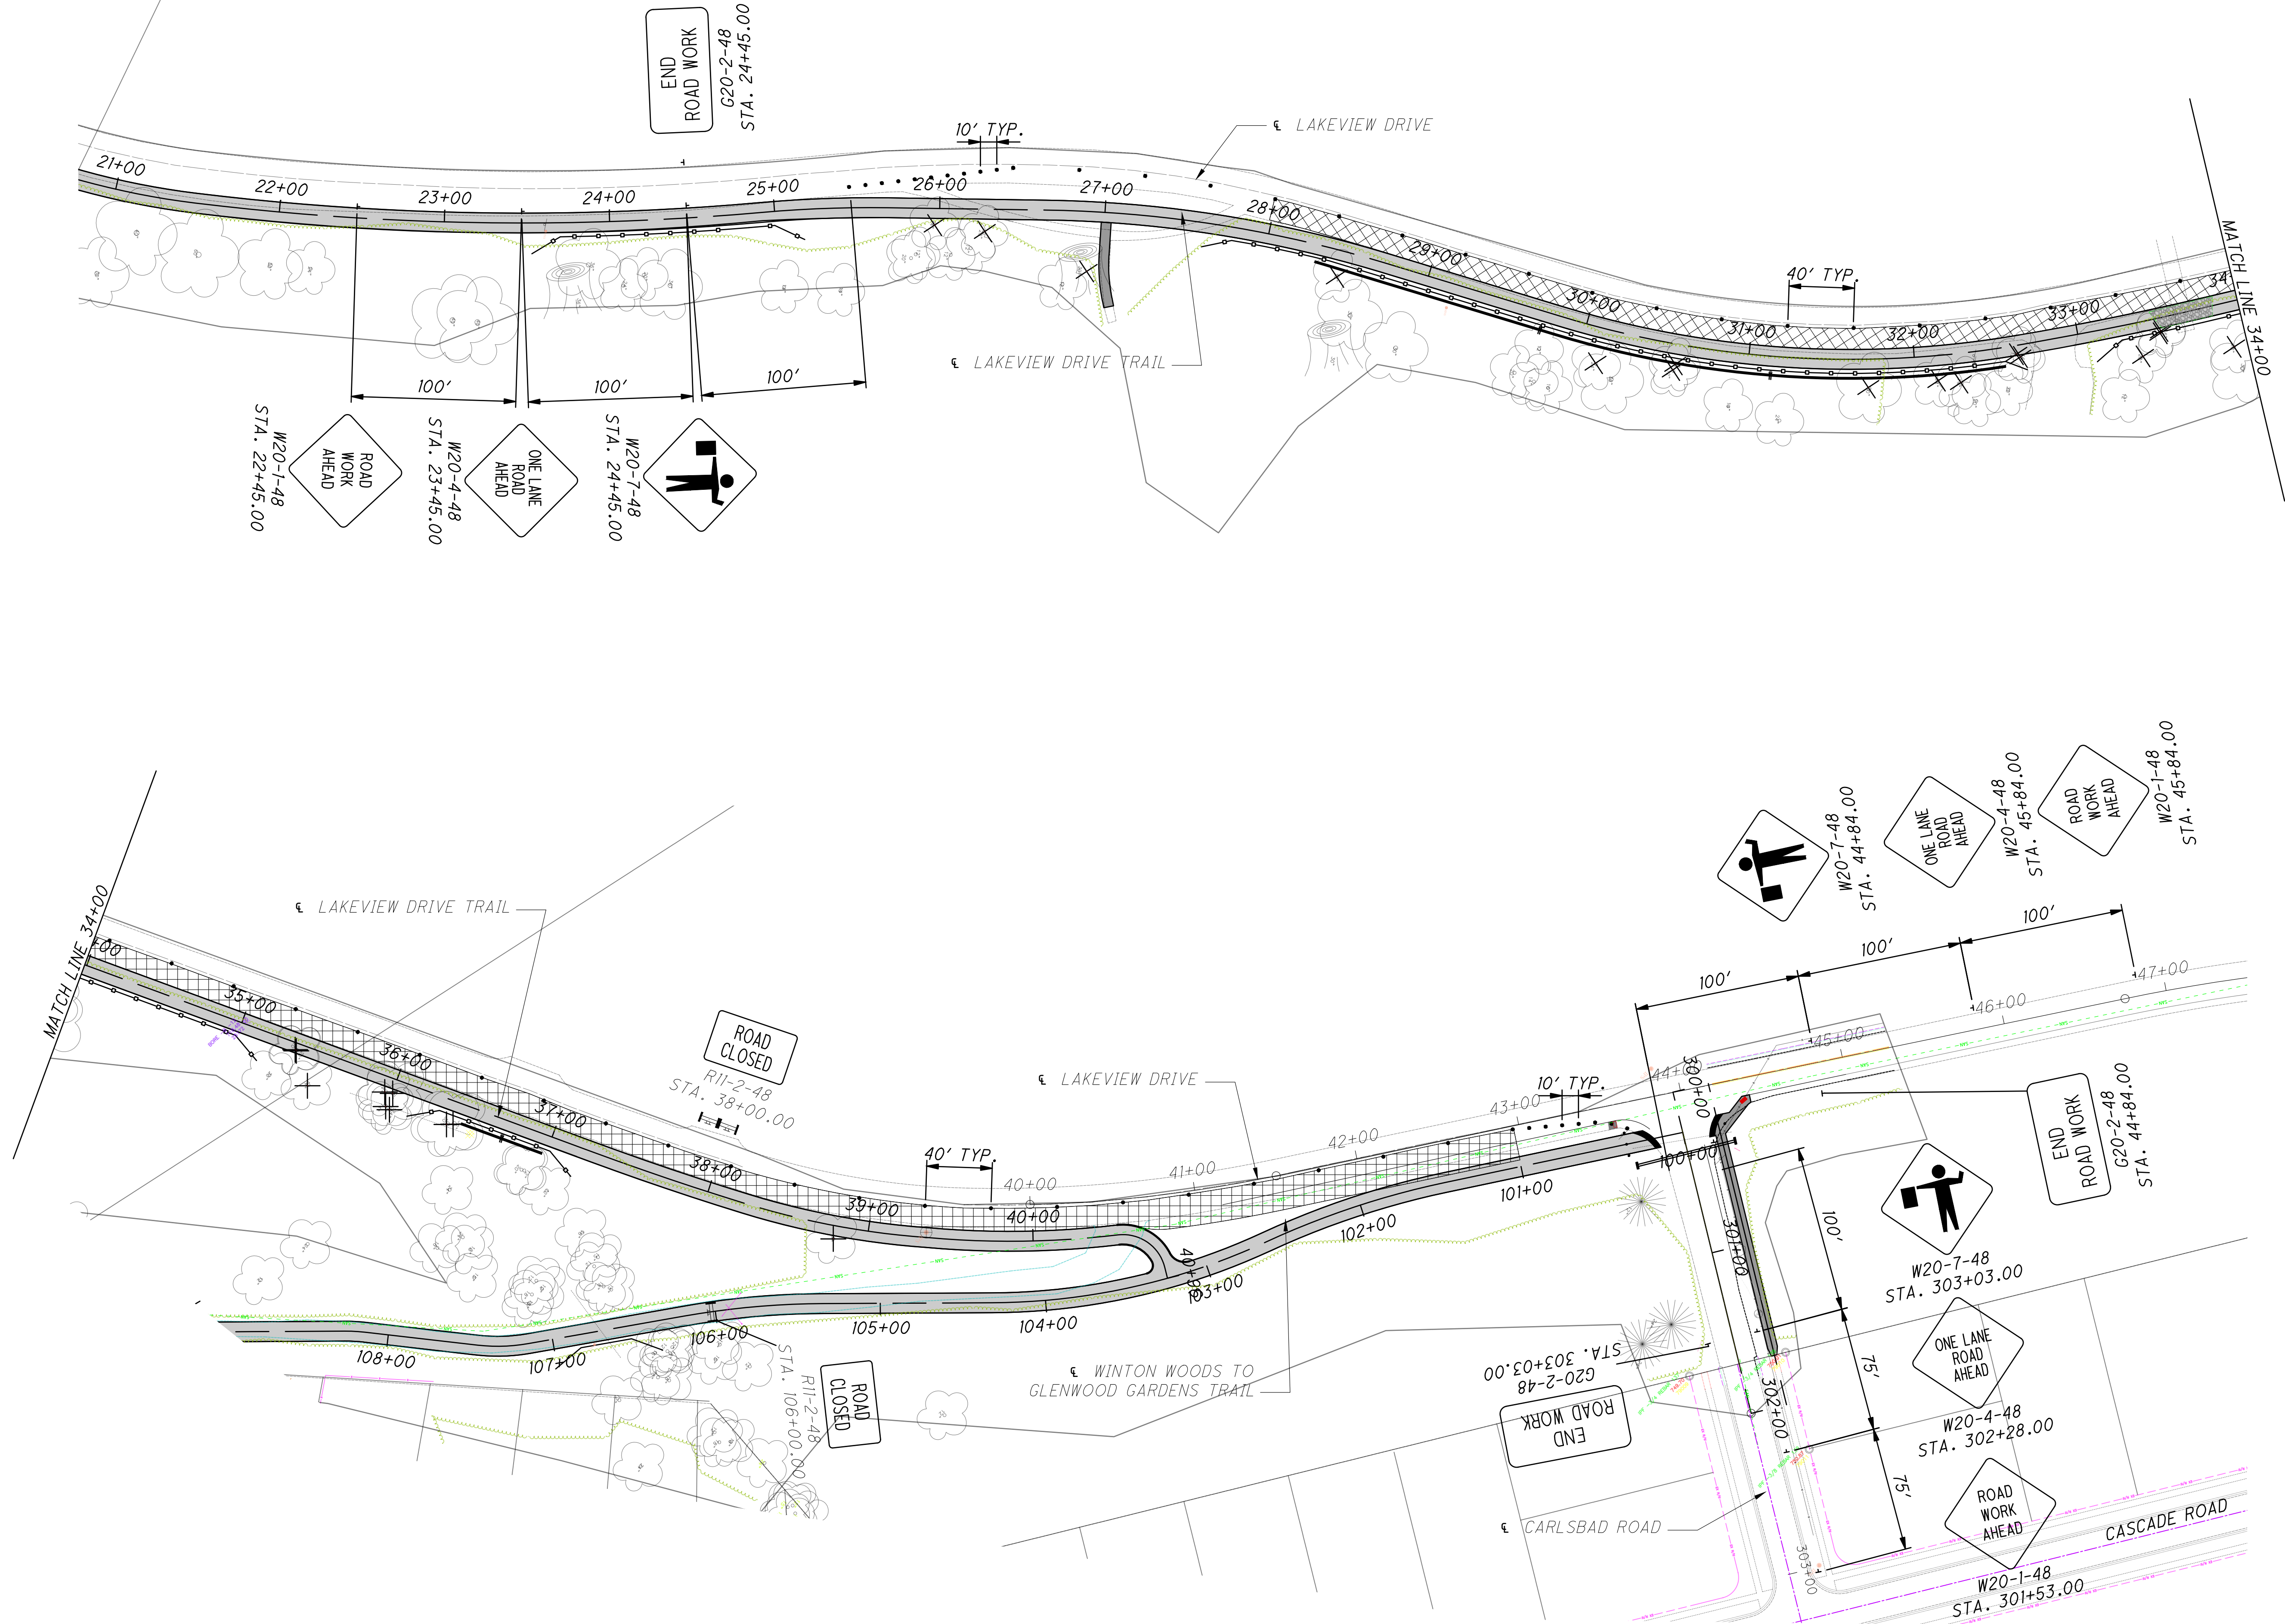 END
ROAD WORK
G20-2-48
STA. 24+45.00
10' TYP.
℄ LAKEVIEW DRIVE
21+00
22+00
23+00
24+00
25+00
26+00
27+00
28+00
29+00
30+00
31+00
32+00
33+00
34
40' TYP.
MATCH LINE 34+00
℄ LAKEVIEW DRIVE TRAIL
100'
100'
100'
ROAD
WORK
AHEAD
W20-1-48
STA. 22+45.00
ONE LANE
ROAD
AHEAD
W20-4-48
STA. 23+45.00
W20-7-48
STA. 24+45.00
MATCH LINE 34+00
+00
℄ LAKEVIEW DRIVE TRAIL
35+00
36+00
37+00
38+00
39+00
40+00
ROAD
CLOSED
R11-2-48
STA. 38+00.00
40' TYP.
℄ LAKEVIEW DRIVE
40+00
41+00
42+00
43+00
44+00
45+00
46+00
47+00
10' TYP.
40+96
100+00
101+00
102+00
103+00
104+00
105+00
106+00
107+00
108+00
ROAD
CLOSED
R11-2-48
STA. 106+00.00
℄ WINTON WOODS TO
GLENWOOD GARDENS TRAIL
W20-7-48
STA. 44+84.00
ONE LANE
ROAD
AHEAD
W20-4-48
STA. 45+84.00
ROAD
WORK
AHEAD
W20-1-48
STA. 45+84.00
100'
100'
100'
END
ROAD WORK
G20-2-48
STA. 44+84.00
300+00
301+00
302+00
303+00
100'
75'
75'
W20-7-48
STA. 303+03.00
ONE LANE
ROAD
AHEAD
W20-4-48
STA. 302+28.00
ROAD
WORK
AHEAD
W20-1-48
STA. 301+53.00
END
ROAD WORK
G20-2-48
STA. 303+03.00
℄ CARLSBAD ROAD
CASCADE ROAD